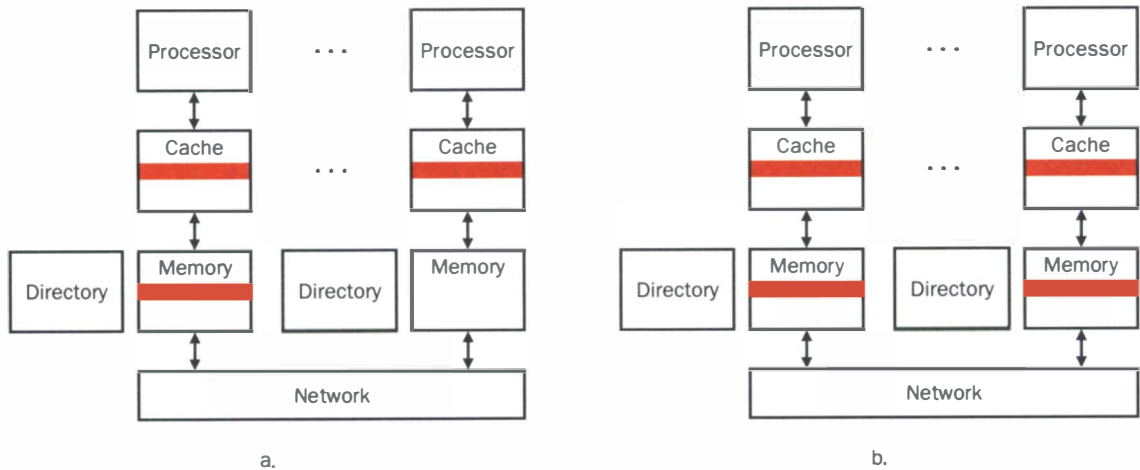 Processor ... Processor
Cache ... Cache
Directory Memory Directory Memory
Network
a.
Processor ... Processor
Cache ... Cache
Directory Memory Directory Memory
Network
b.